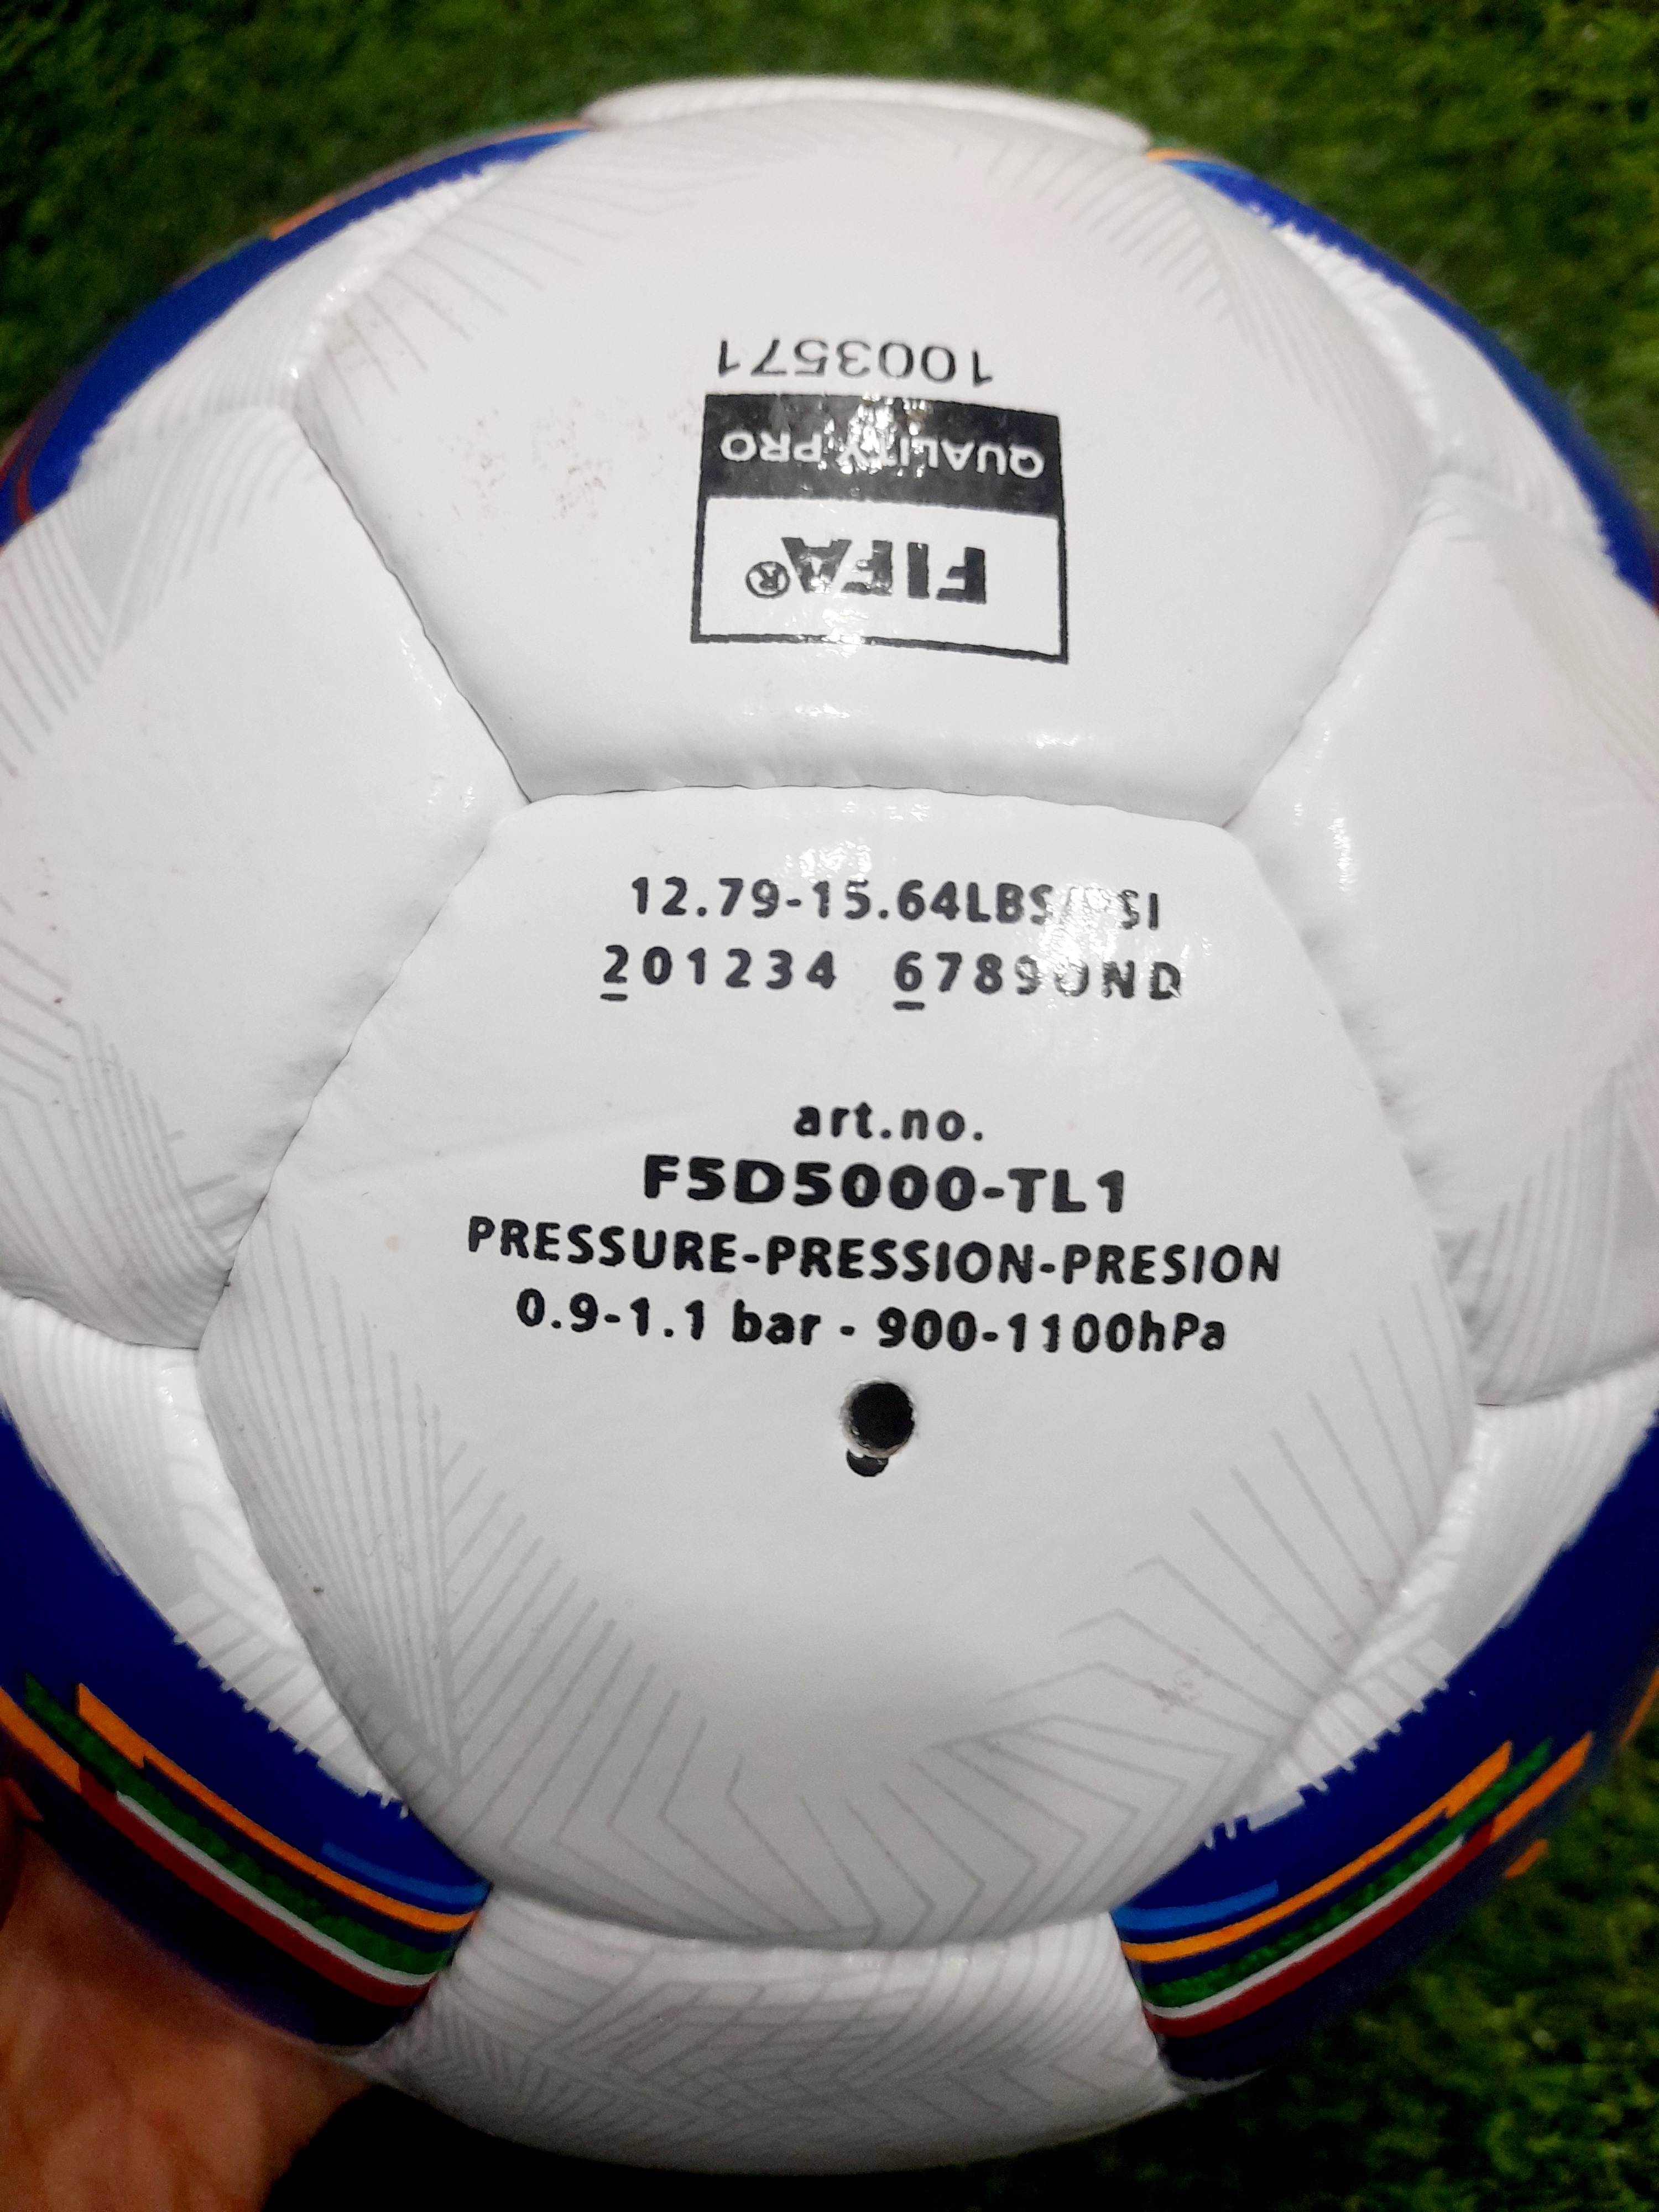 FIFA®
QUALITY PRO
1003571
12.79-15.64LBS/PSI
201234 67890ND
art.no.
F5D5000-TL1
PRESSURE-PRESSION-PRESION
0.9-1.1 bar - 900-1100hPa